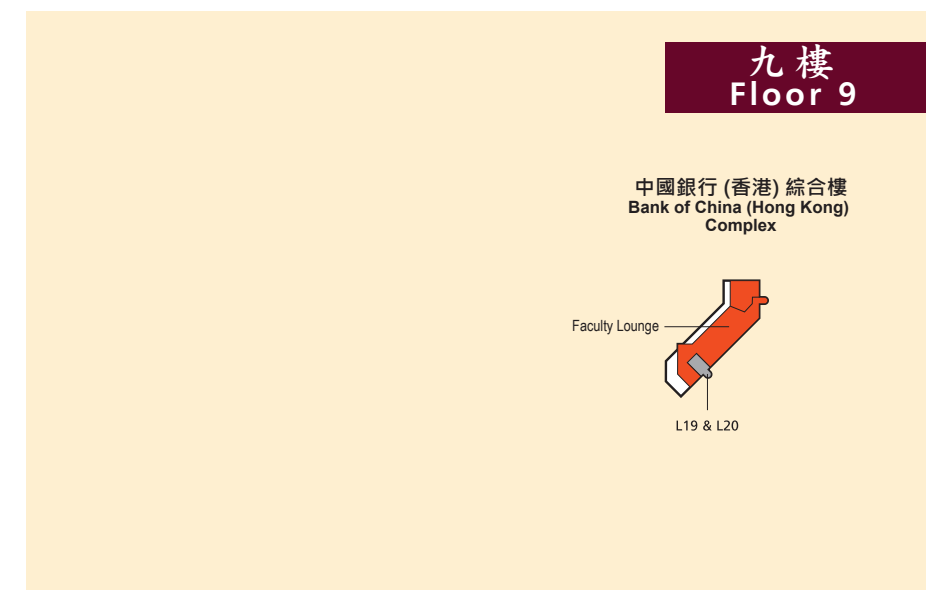 九樓
Floor 9
中國銀行 (香港) 綜合樓
Bank of China (Hong Kong)
Complex
Faculty Lounge
L19 & L20